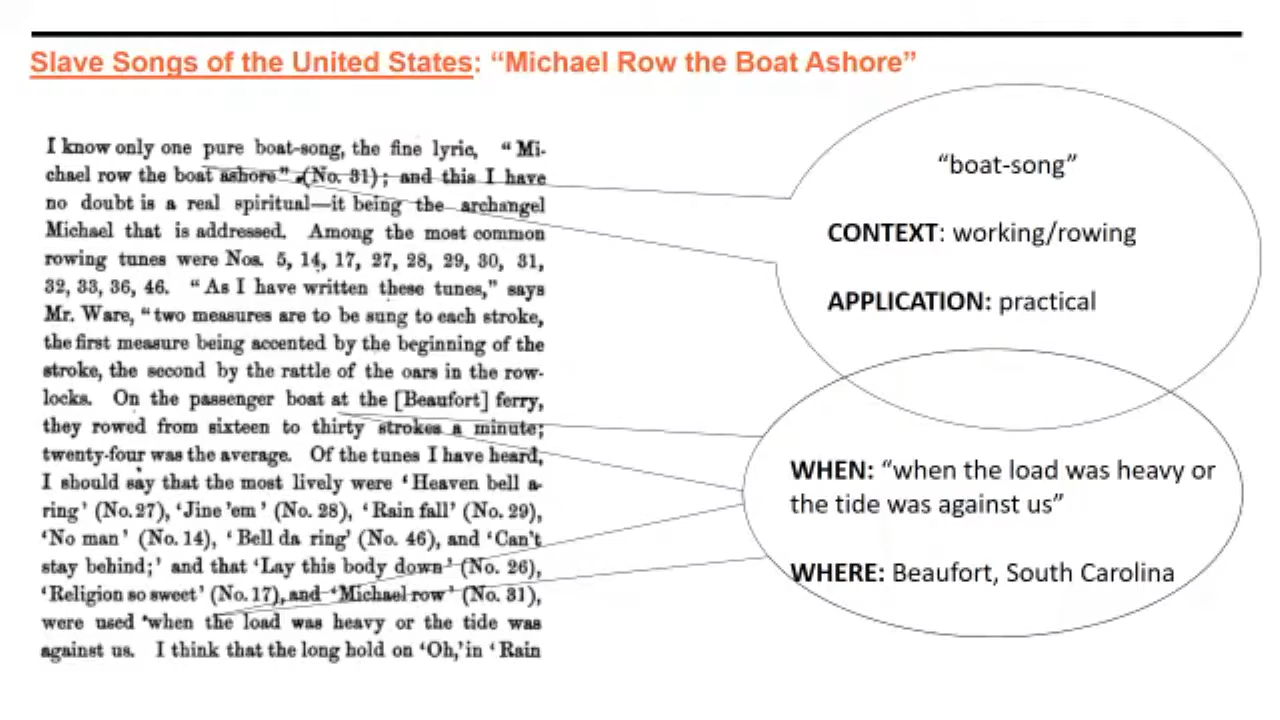 Slave Songs of the United States: “Michael Row the Boat Ashore”
I know only one pure boat-song, the fine lyric, “Mi-
chael row the boat ashore” (No. 31); and this I have
no doubt is a real spiritual—it being the archangel
Michael that is addressed. Among the most common
rowing tunes were Nos. 5, 14, 17, 27, 28, 29, 30, 31,
32, 33, 36, 46. “As I have written these tunes,” says
Mr. Ware, “two measures are to be sung to each stroke,
the first measure being accented by the beginning of the
stroke, the second by the rattle of the oars in the row-
locks. On the passenger boat at the [Beaufort] ferry,
they rowed from sixteen to thirty strokes a minute;
twenty-four was the average. Of the tunes I have heard,
I should say that the most lively were ‘Heaven bell a-
ring’ (No. 27), ‘Jine ’em’ (No. 28), ‘Rain fall’ (No. 29),
‘No man’ (No. 14), ‘Bell da ring’ (No. 46), and ‘Can’t
stay behind;’ and that ‘Lay this body down’ (No. 26),
‘Religion so sweet’ (No. 17), and ‘Michael row’ (No. 31),
were used ‘when the load was heavy or the tide was
against us. I think that the long hold on ‘Oh,’ in ‘Rain
“boat-song”
CONTEXT: working/rowing
APPLICATION: practical
WHEN: “when the load was heavy or
the tide was against us”
WHERE: Beaufort, South Carolina